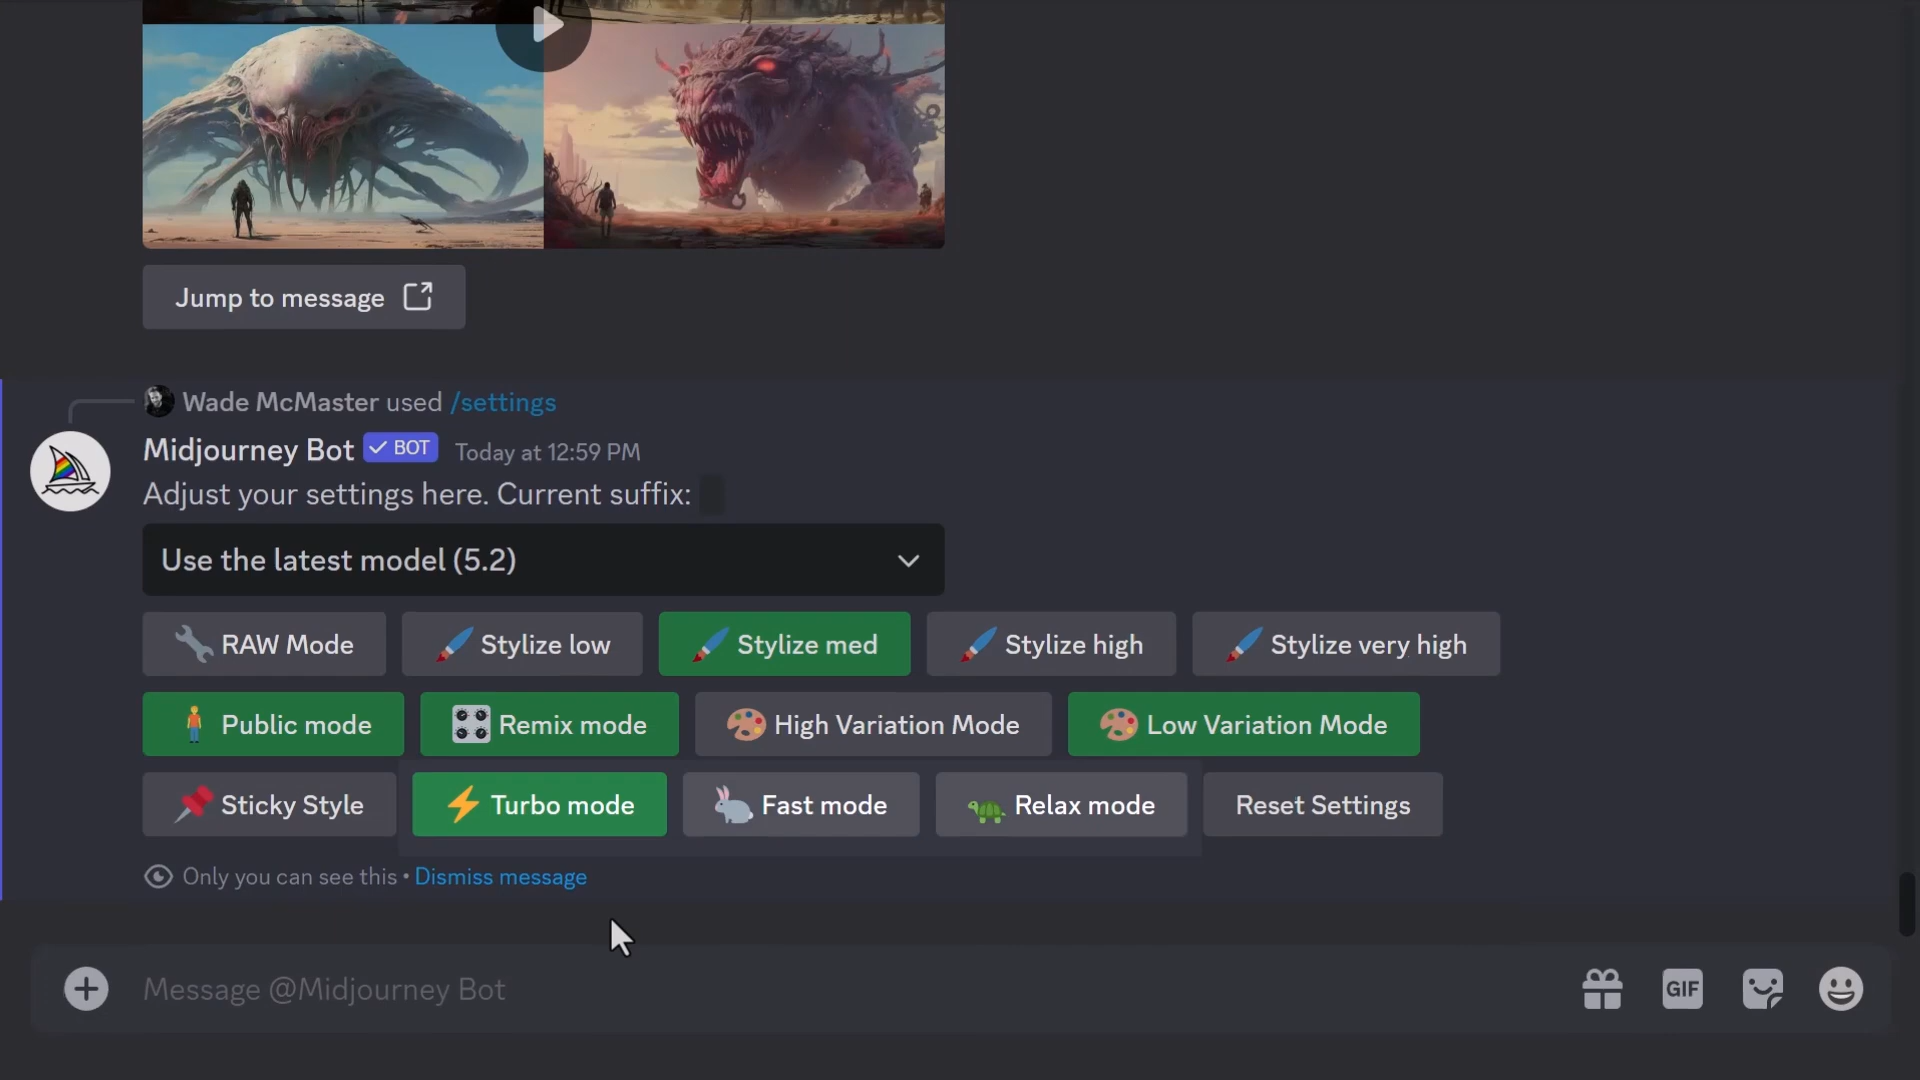 Jump to message
Wade McMaster used /settings
Midjourney Bot BOT Today at 12:59 PM
Adjust your settings here. Current suffix:
Use the latest model (5.2)
RAW Mode Stylize low Stylize med Stylize high Stylize very high
Public mode Remix mode High Variation Mode Low Variation Mode
Sticky Style Turbo mode Fast mode Relax mode Reset Settings
Only you can see this • Dismiss message
Message @Midjourney Bot GIF